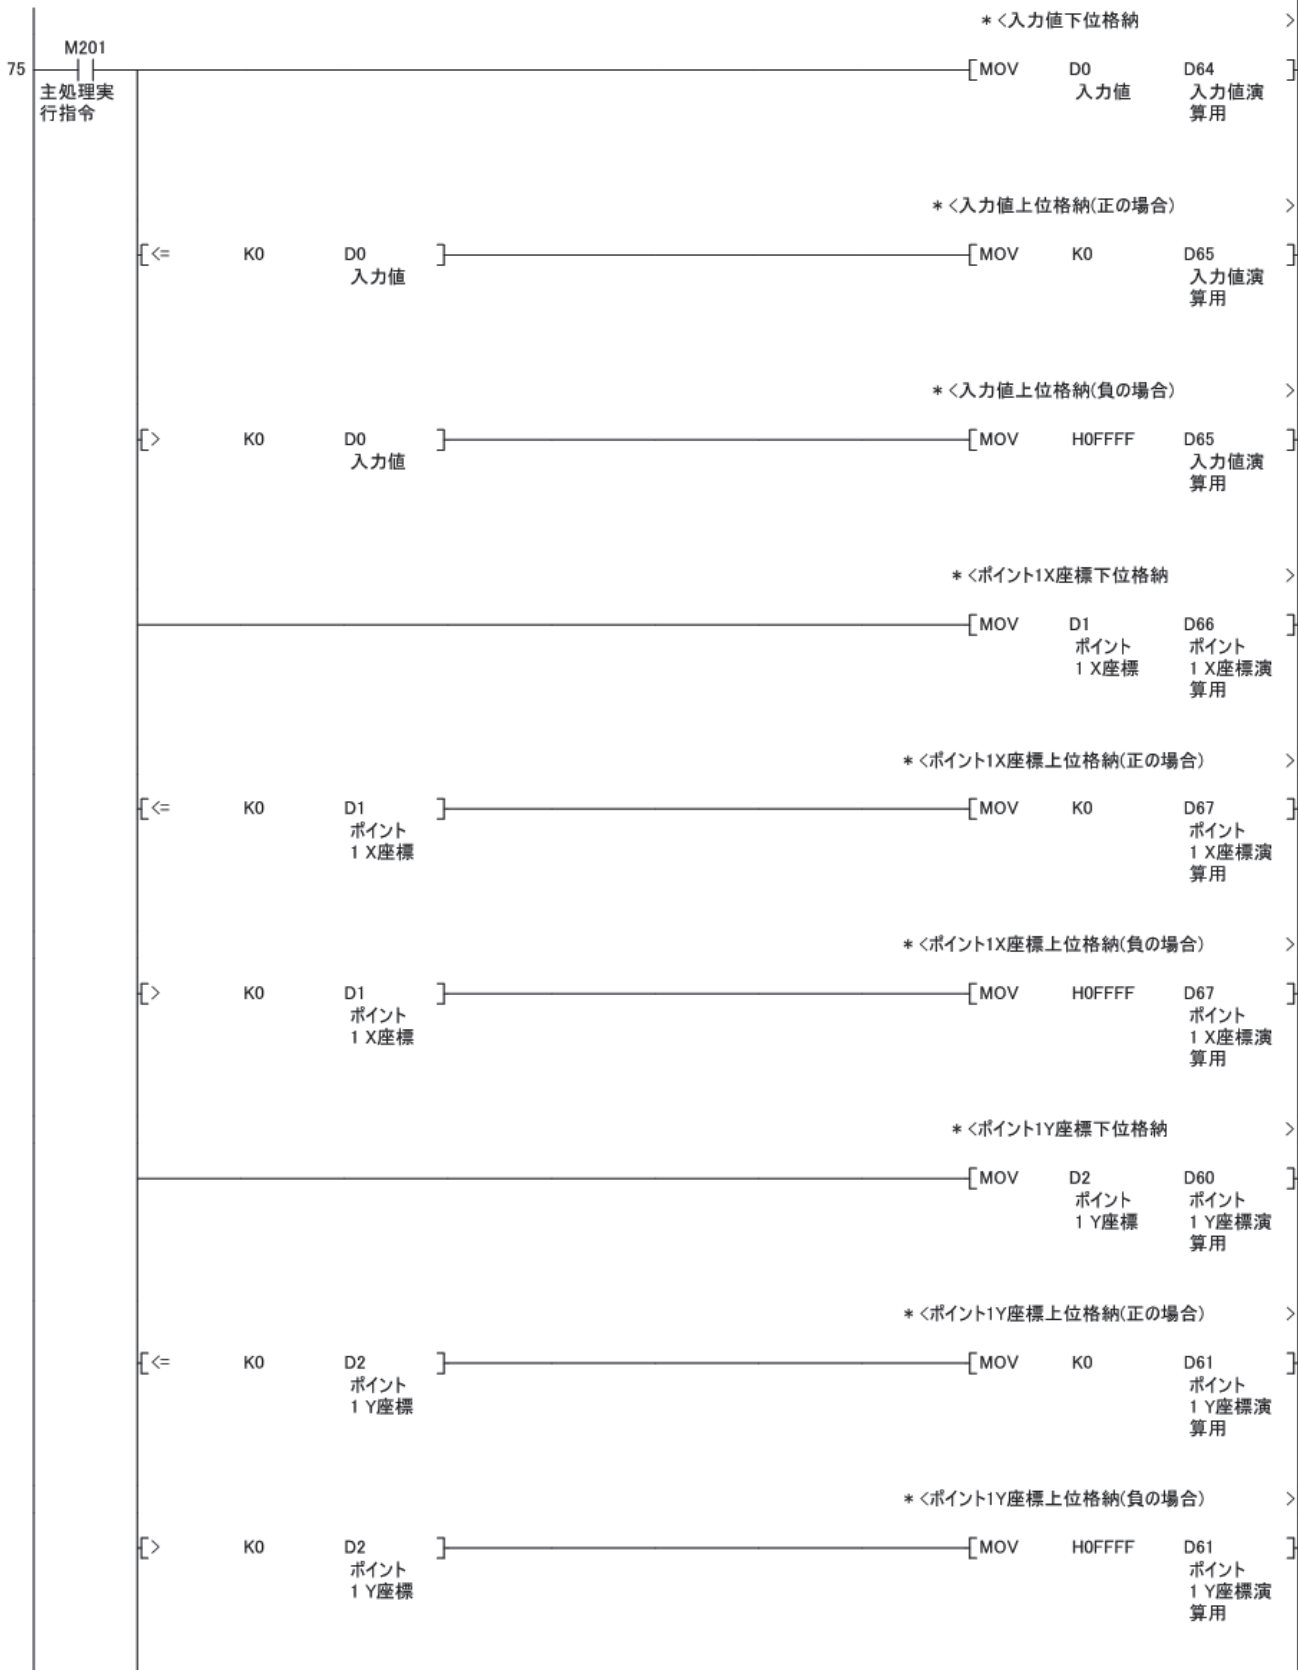 * <入力値下位格納 >
M201
75 [MOV D0 D64 ]
主処理実 入力値 入力値演
行指令 算用
* <入力値上位格納(正の場合) >
[<= K0 D0 ] [MOV K0 D65 ]
入力値 入力値演
算用
* <入力値上位格納(負の場合) >
[> K0 D0 ] [MOV H0FFFF D65 ]
入力値 入力値演
算用
* <ポイント1X座標下位格納 >
[MOV D1 D66 ]
ポイント ポイント
1 X座標 1 X座標演
算用
* <ポイント1X座標上位格納(正の場合) >
[<= K0 D1 ] [MOV K0 D67 ]
ポイント ポイント
1 X座標 1 X座標演
算用
* <ポイント1X座標上位格納(負の場合) >
[> K0 D1 ] [MOV H0FFFF D67 ]
ポイント ポイント
1 X座標 1 X座標演
算用
* <ポイント1Y座標下位格納 >
[MOV D2 D60 ]
ポイント ポイント
1 Y座標 1 Y座標演
算用
* <ポイント1Y座標上位格納(正の場合) >
[<= K0 D2 ] [MOV K0 D61 ]
ポイント ポイント
1 Y座標 1 Y座標演
算用
* <ポイント1Y座標上位格納(負の場合) >
[> K0 D2 ] [MOV H0FFFF D61 ]
ポイント ポイント
1 Y座標 1 Y座標演
算用